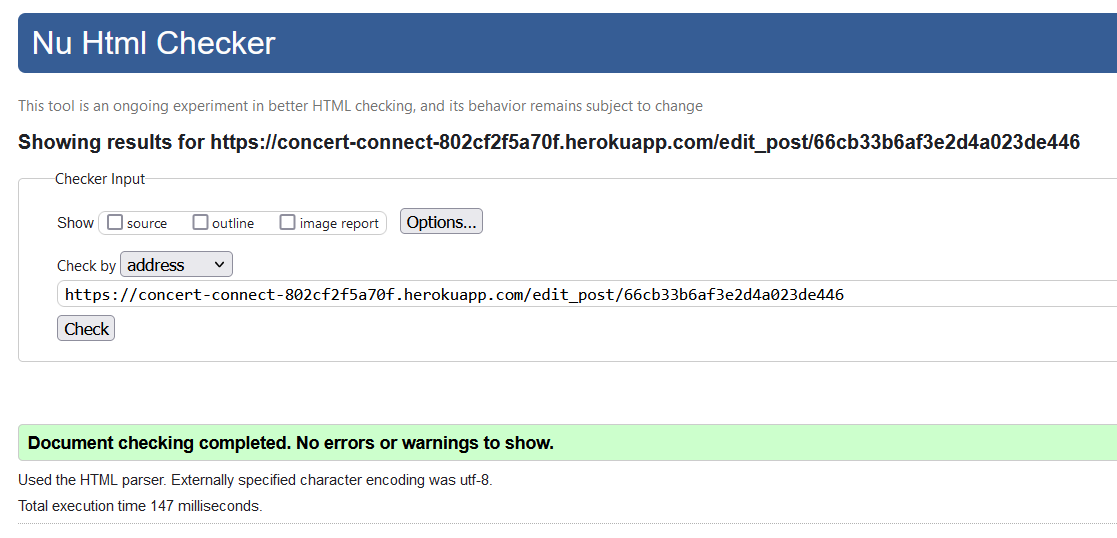 Nu Html Checker
This tool is an ongoing experiment in better HTML checking, and its behavior remains subject to change
Showing results for https://concert-connect-802cf2f5a70f.herokuapp.com/edit_post/66cb33b6af3e2d4a023de446
Checker Input
Show source outline image report Options...
Check by address
https://concert-connect-802cf2f5a70f.herokuapp.com/edit_post/66cb33b6af3e2d4a023de446
Check
Document checking completed. No errors or warnings to show.
Used the HTML parser. Externally specified character encoding was utf-8.
Total execution time 147 milliseconds.